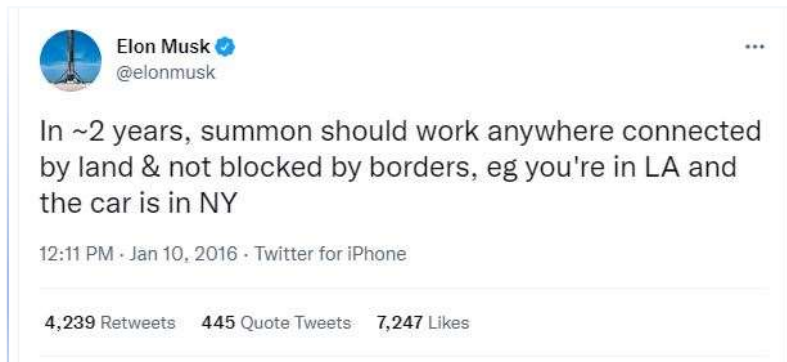 Elon Musk
@elonmusk
In ~2 years, summon should work anywhere connected
by land & not blocked by borders, eg you're in LA and
the car is in NY
12:11 PM · Jan 10, 2016 · Twitter for iPhone
4,239 Retweets 445 Quote Tweets 7,247 Likes